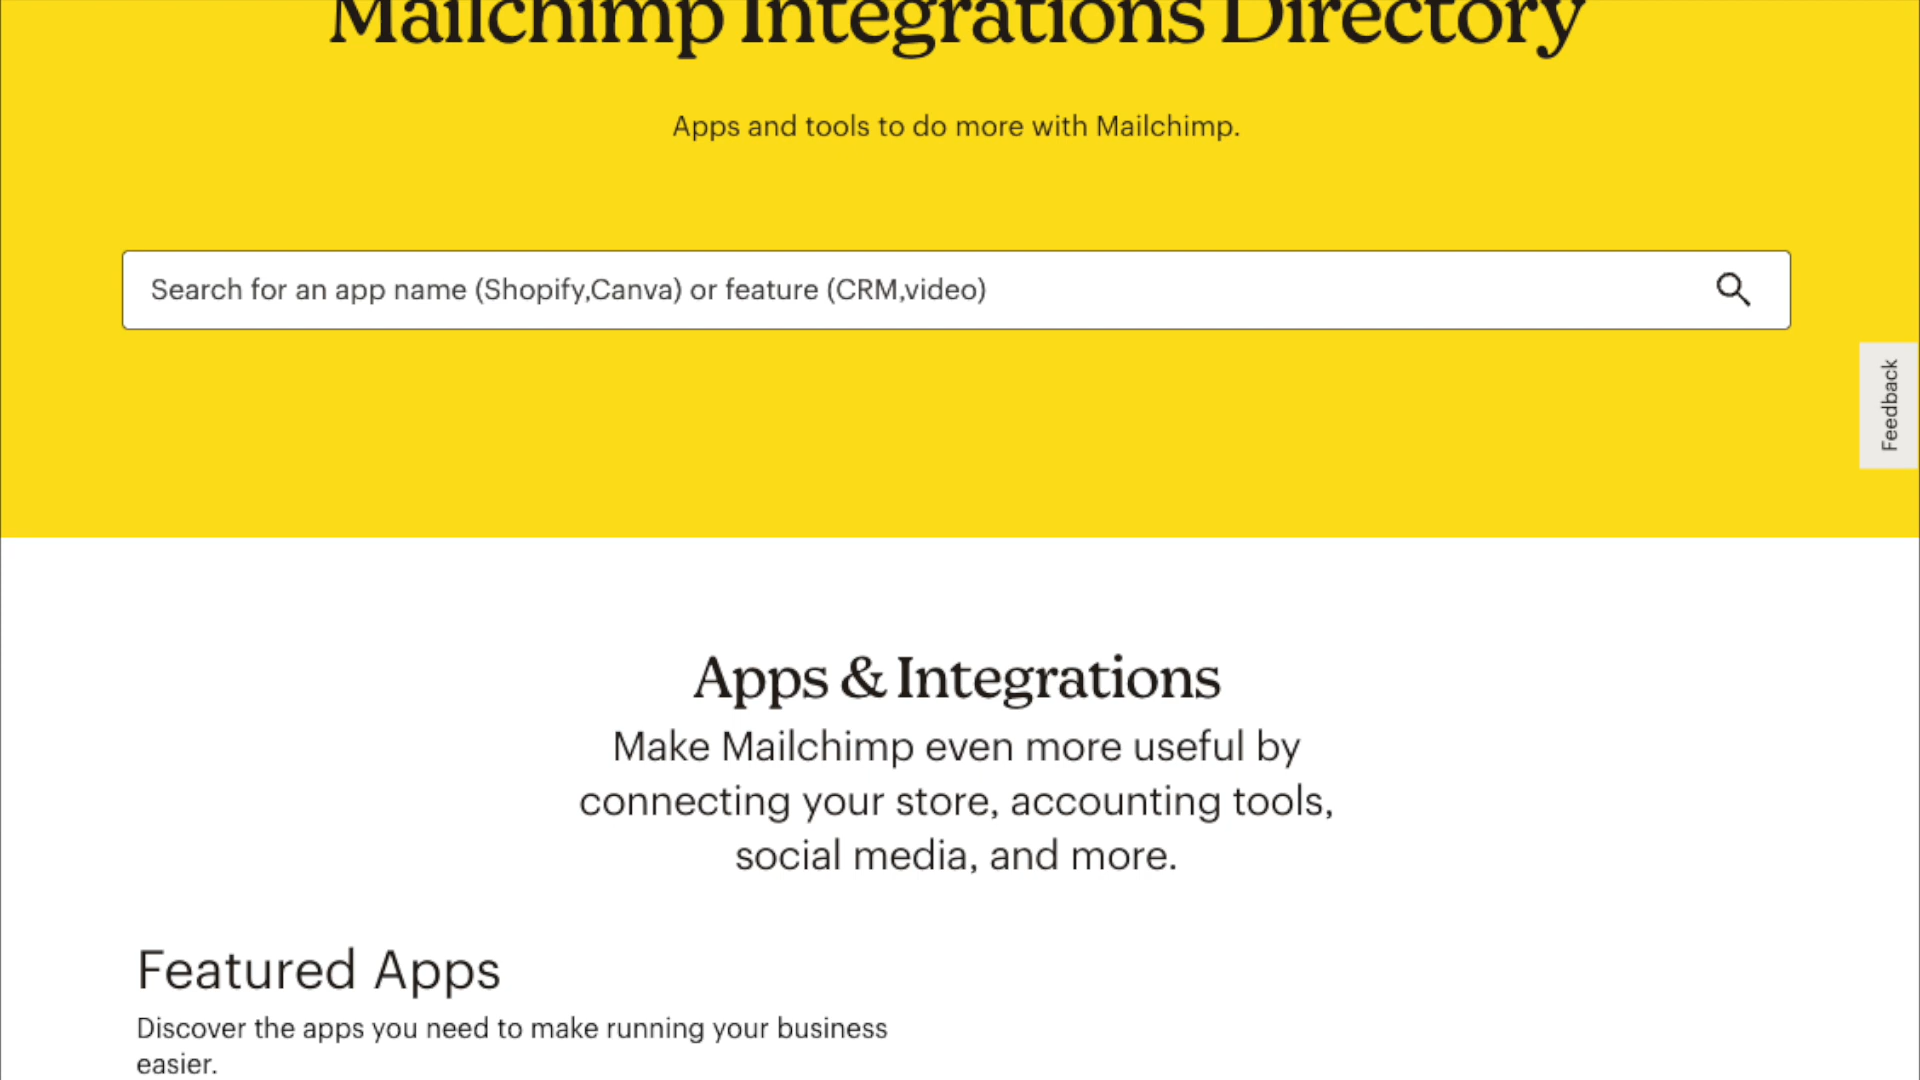 Mailchimp Integrations Directory
Apps and tools to do more with Mailchimp.
Search for an app name (Shopify,Canva) or feature (CRM,video)
Feedback
Apps & Integrations
Make Mailchimp even more useful by
connecting your store, accounting tools,
social media, and more.
Featured Apps
Discover the apps you need to make running your business
easier.